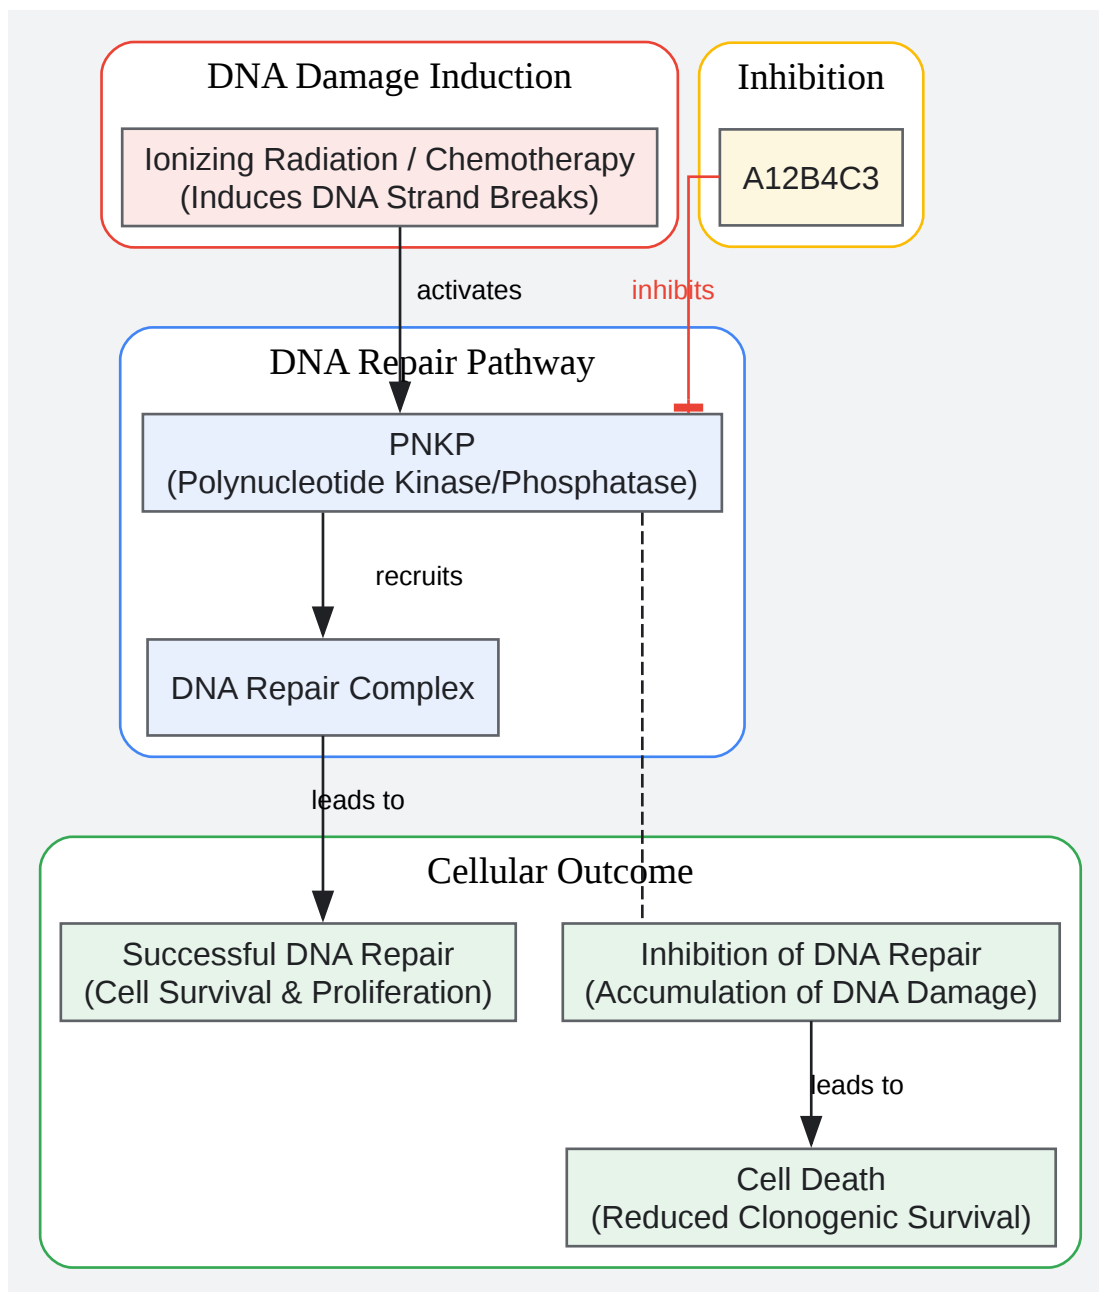 DNA Damage Induction
Inhibition
Ionizing Radiation / Chemotherapy
(Induces DNA Strand Breaks)
A12B4C3
activates
inhibits
DNA Repair Pathway
PNKP
(Polynucleotide Kinase/Phosphatase)
recruits
DNA Repair Complex
leads to
Cellular Outcome
Successful DNA Repair
(Cell Survival & Proliferation)
Inhibition of DNA Repair
(Accumulation of DNA Damage)
leads to
Cell Death
(Reduced Clonogenic Survival)